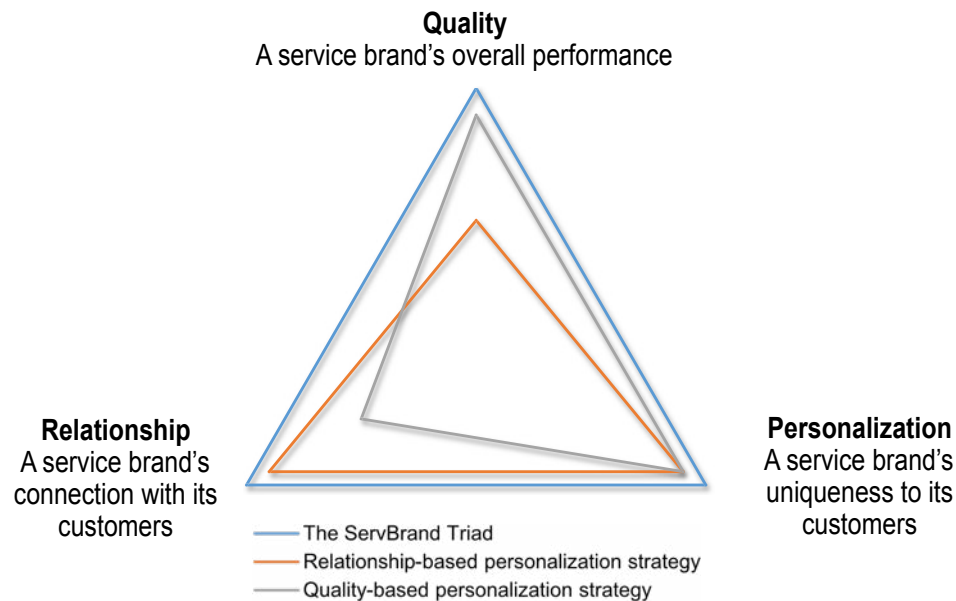 Quality
A service brand’s overall performance
Relationship
A service brand’s
connection with its
customers
Personalization
A service brand’s
uniqueness to its
customers
The ServBrand Triad
Relationship-based personalization strategy
Quality-based personalization strategy